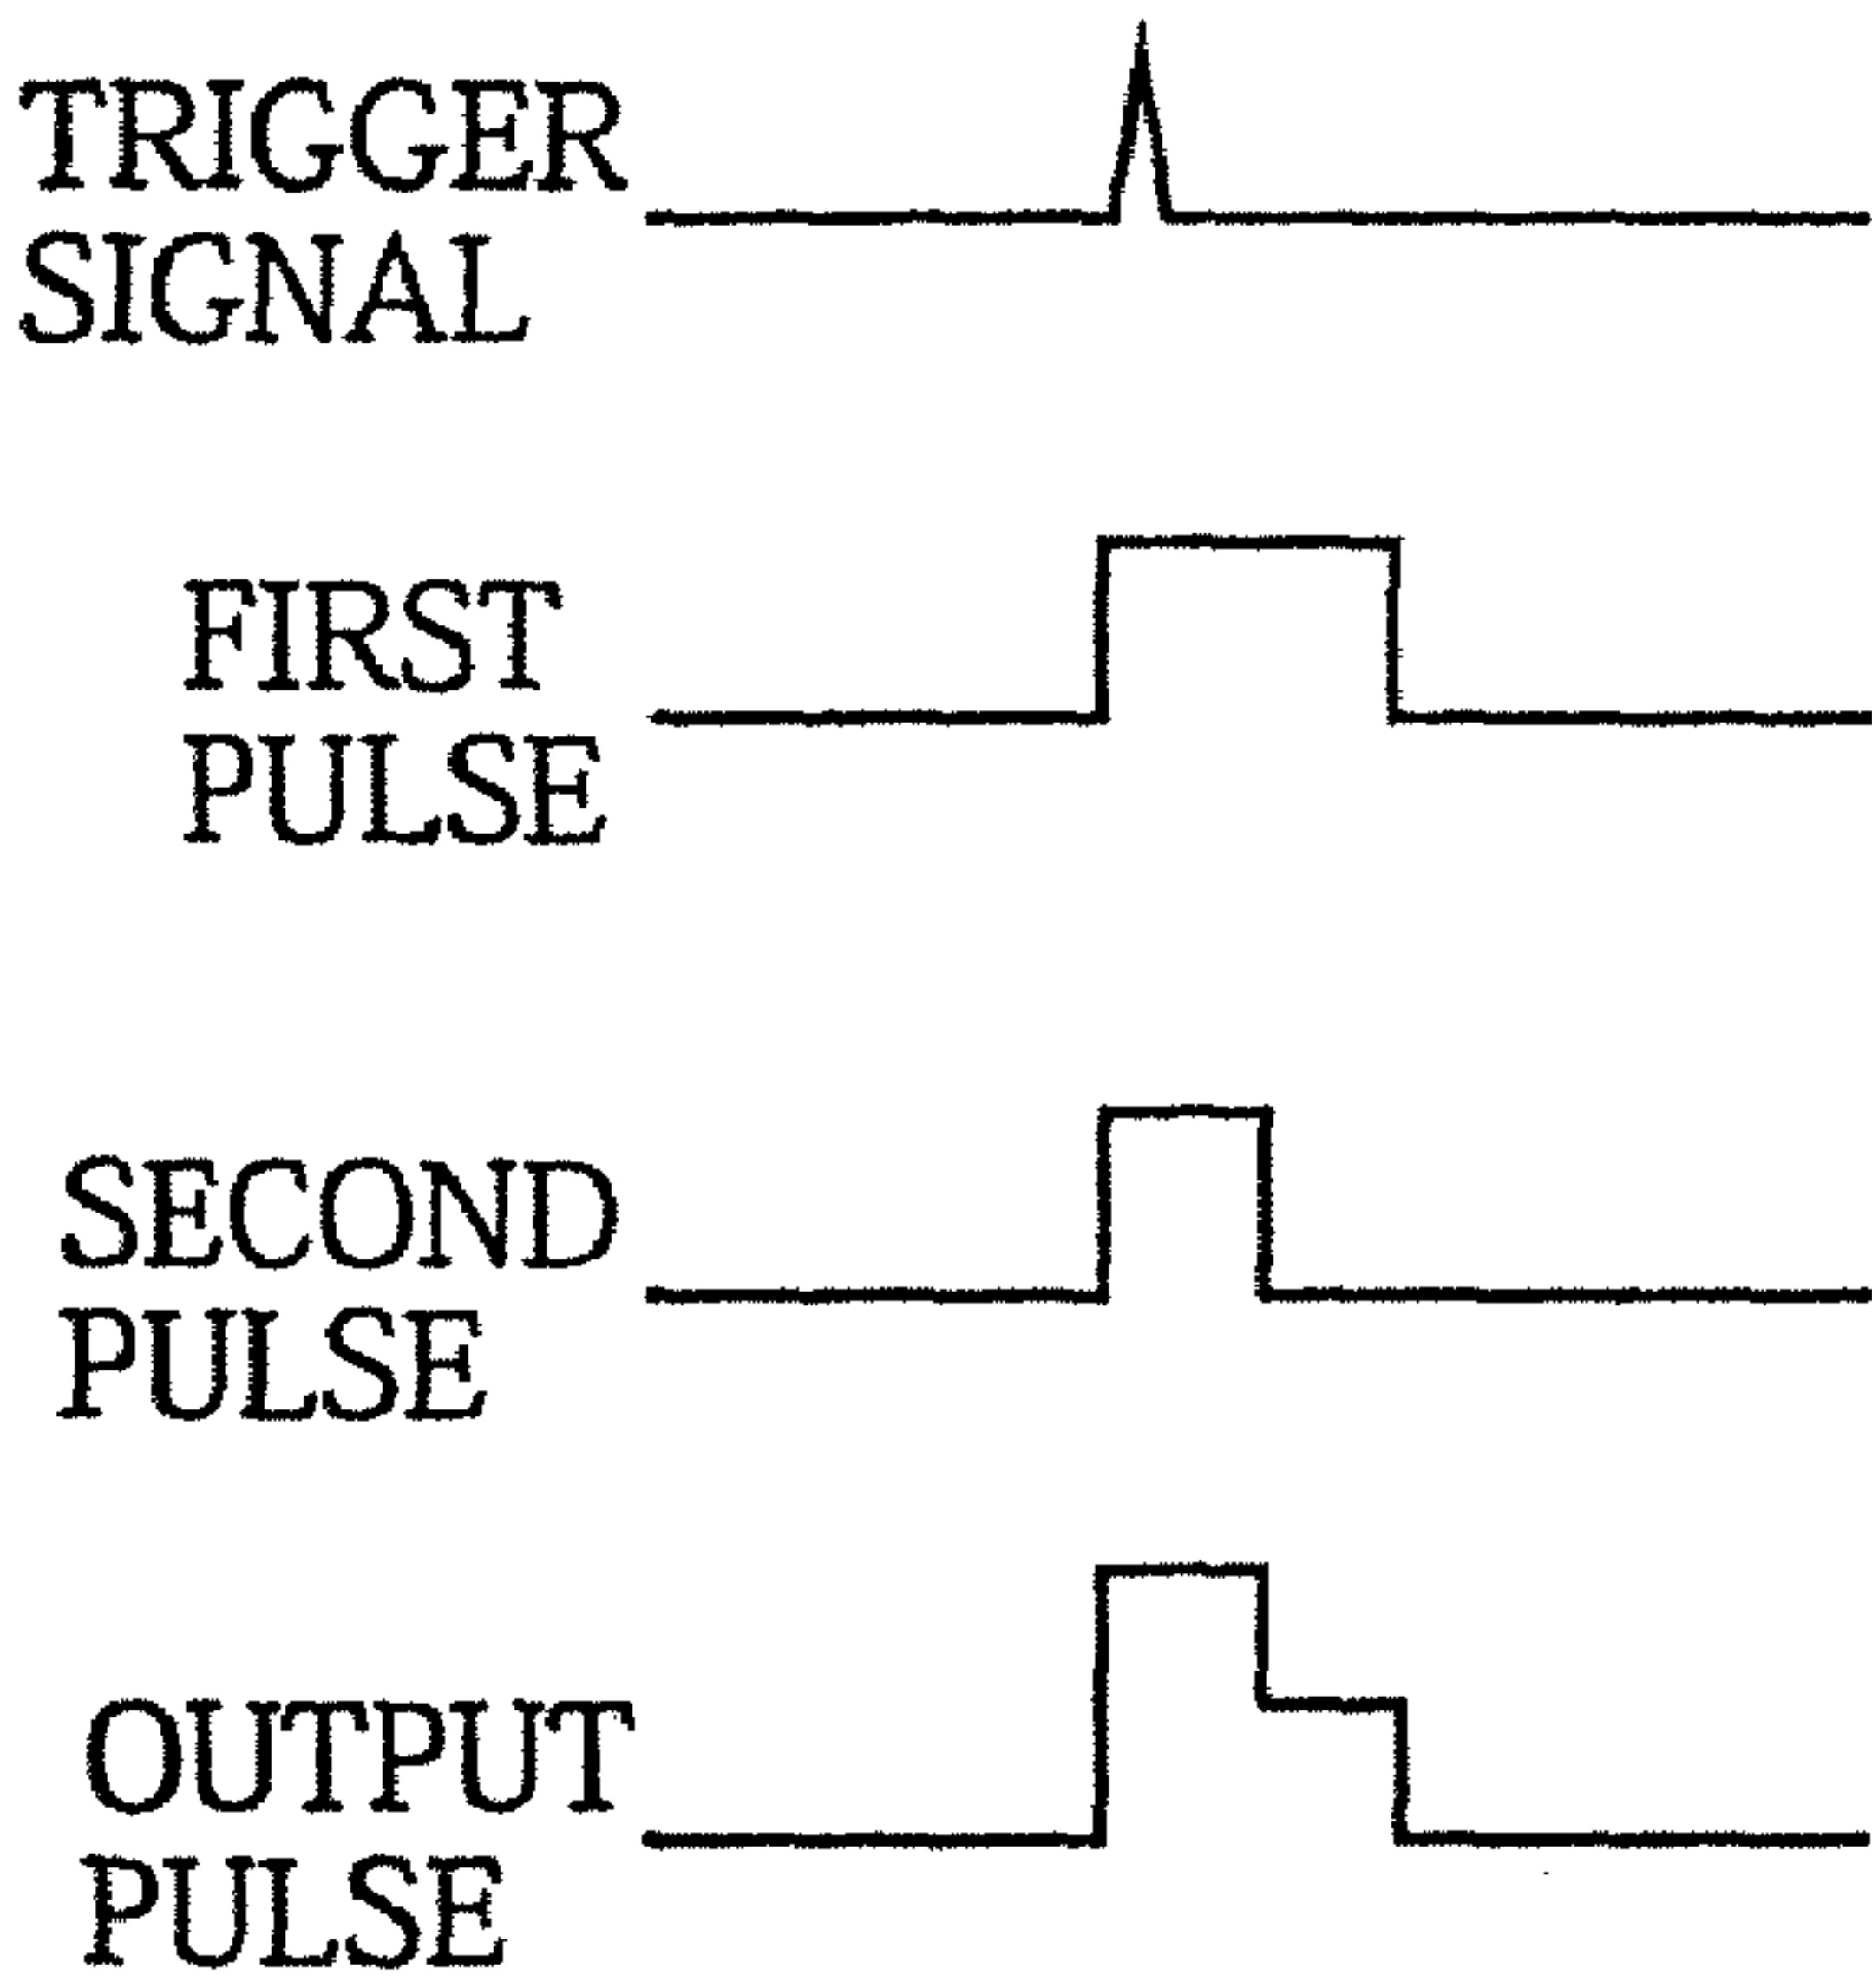 TRIGGER
SIGNAL
FIRST
PULSE
SECOND
PULSE
OUTPUT
PULSE